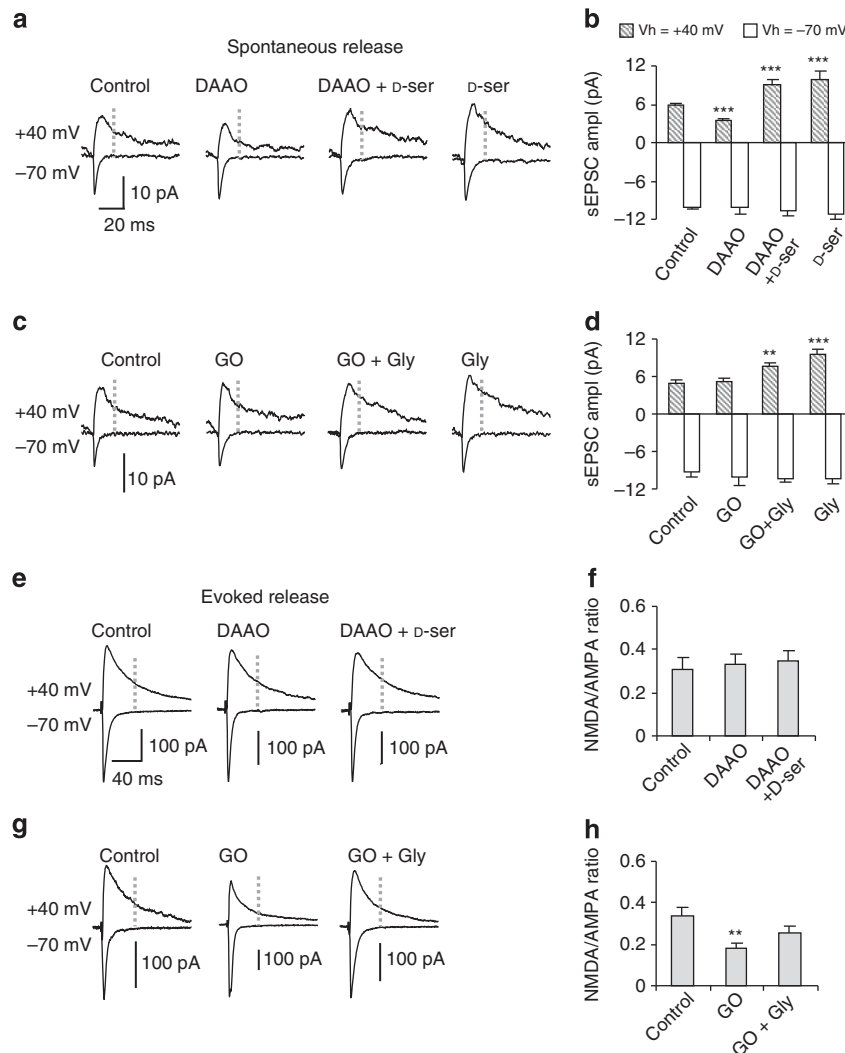 a
Spontaneous release
Control DAAO DAAO + D-ser D-ser
+40 mV
–70 mV
10 pA
20 ms
b
Vh = +40 mV Vh = –70 mV
sEPSC ampl (pA)
12
6
0
–6
–12
*** *** ***
Control
DAAO
DAAO +D-ser
D-ser
c
Control GO GO + Gly Gly
+40 mV
–70 mV
10 pA
d
sEPSC ampl (pA)
12
6
0
–6
–12
** ***
Control
GO
GO+Gly
Gly
e
Evoked release
Control DAAO DAAO + D-ser
+40 mV
–70 mV
100 pA 100 pA 100 pA
40 ms
f
NMDA/AMPA ratio
0.6
0.4
0.2
0
Control
DAAO
DAAO +D-ser
g
Control GO GO + Gly
+40 mV
–70 mV
100 pA 100 pA 100 pA
h
NMDA/AMPA ratio
0.6
0.4
0.2
0
**
Control
GO
GO + Gly